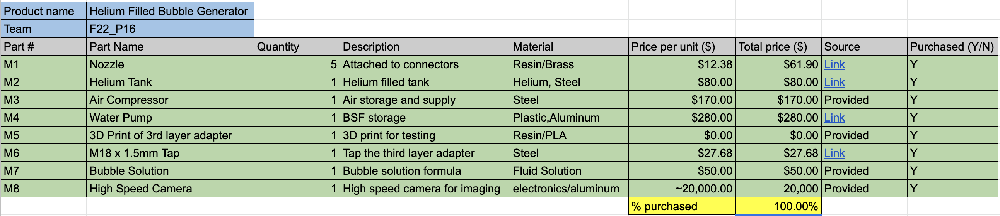 Product name Helium Filled Bubble Generator
Team F22_P16
Part # Part Name Quantity Description Material Price per unit ($) Total price ($) Source Purchased (Y/N)
M1 Nozzle 5 Attached to connectors Resin/Brass $12.38 $61.90 Link Y
M2 Helium Tank 1 Helium filled tank Helium, Steel $80.00 $80.00 Link Y
M3 Air Compressor 1 Air storage and supply Steel $170.00 $170.00 Provided Y
M4 Water Pump 1 BSF storage Plastic,Aluminum $280.00 $280.00 Link Y
M5 3D Print of 3rd layer adapter 1 3D print for testing Resin/PLA $0.00 $0.00 Provided Y
M6 M18 x 1.5mm Tap 1 Tap the third layer adapter Steel $27.68 $27.68 Link Y
M7 Bubble Solution 1 Bubble solution formula Fluid Solution $50.00 $50.00 Provided Y
M8 High Speed Camera 1 High speed camera for imaging electronics/aluminum ~20,000.00 20,000 Provided Y
% purchased 100.00%